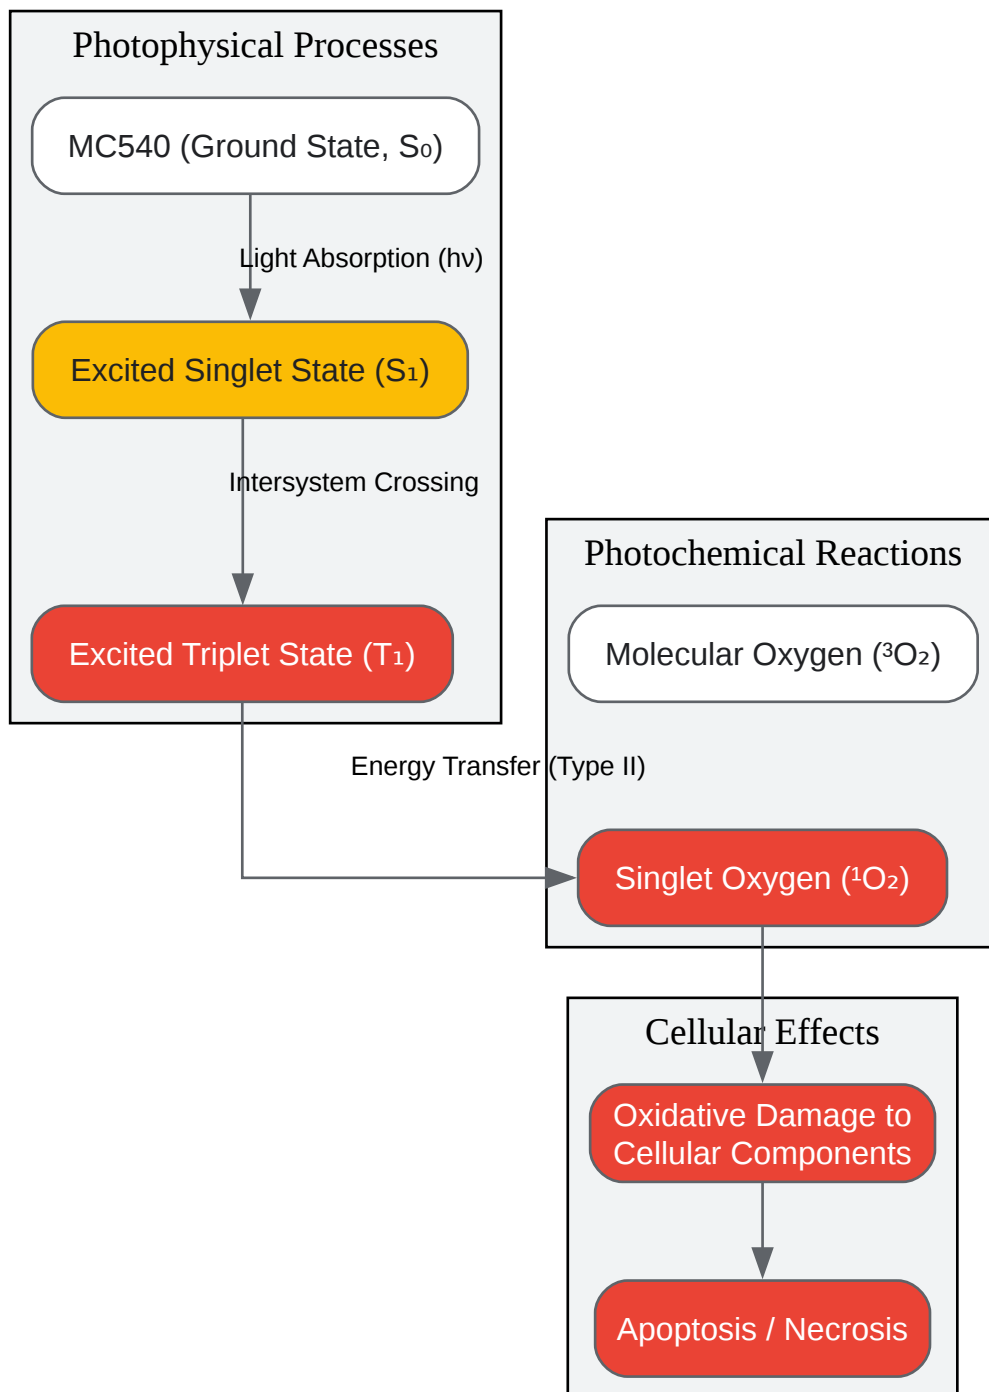 Photophysical Processes
MC540 (Ground State, S₀)
Light Absorption (hν)
Excited Singlet State (S₁)
Intersystem Crossing
Excited Triplet State (T₁)
Photochemical Reactions
Molecular Oxygen (³O₂)
Energy Transfer (Type II)
Singlet Oxygen (¹O₂)
Cellular Effects
Oxidative Damage to
Cellular Components
Apoptosis / Necrosis